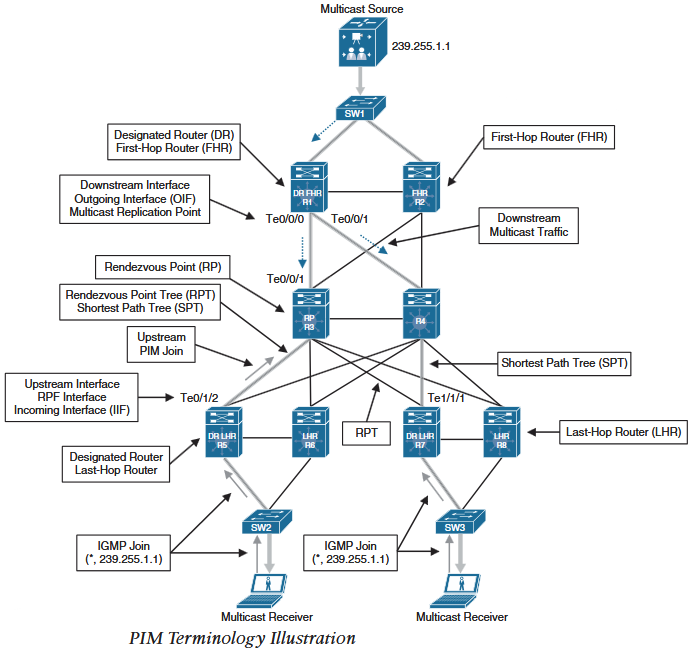 Multicast Source
239.255.1.1
SW1
Designated Router (DR)
First-Hop Router (FHR)
First-Hop Router (FHR)
DR FHR
R1
FHR
R2
Downstream Interface
Outgoing Interface (OIF)
Multicast Replication Point
Te0/0/0
Te0/0/1
Downstream
Multicast Traffic
Rendezvous Point (RP)
Te0/0/1
Rendezvous Point Tree (RPT)
Shortest Path Tree (SPT)
RP
R3
R4
Upstream
PIM Join
Shortest Path Tree (SPT)
Upstream Interface
RPF Interface
Incoming Interface (IIF)
Te0/1/2
Te1/1/1
DR LHR
R5
LHR
R6
RPT
DR LHR
R7
LHR
R8
Last-Hop Router (LHR)
Designated Router
Last-Hop Router
SW2
SW3
IGMP Join
(*, 239.255.1.1)
IGMP Join
(*, 239.255.1.1)
Multicast Receiver
Multicast Receiver
PIM Terminology Illustration